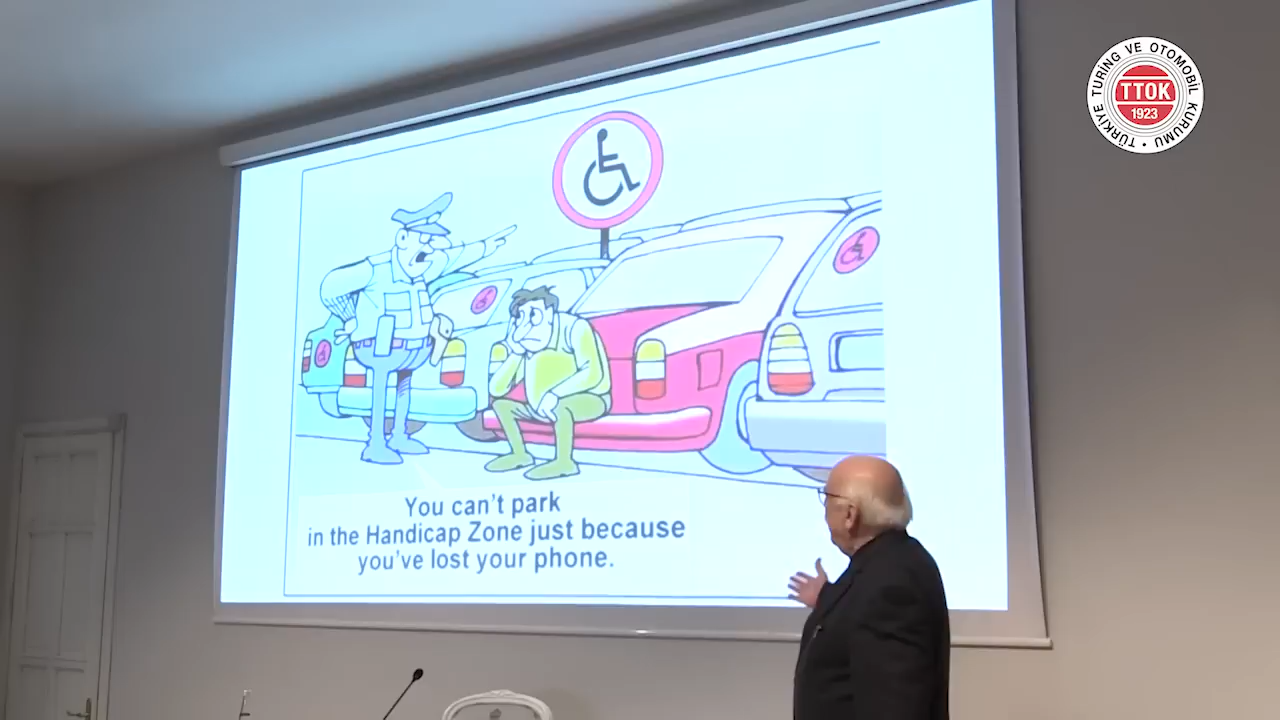 TÜRKİYE TURİNG VE OTOMOBİL KURUMU
TTOK
1923
You can't park
in the Handicap Zone just because
you've lost your phone.